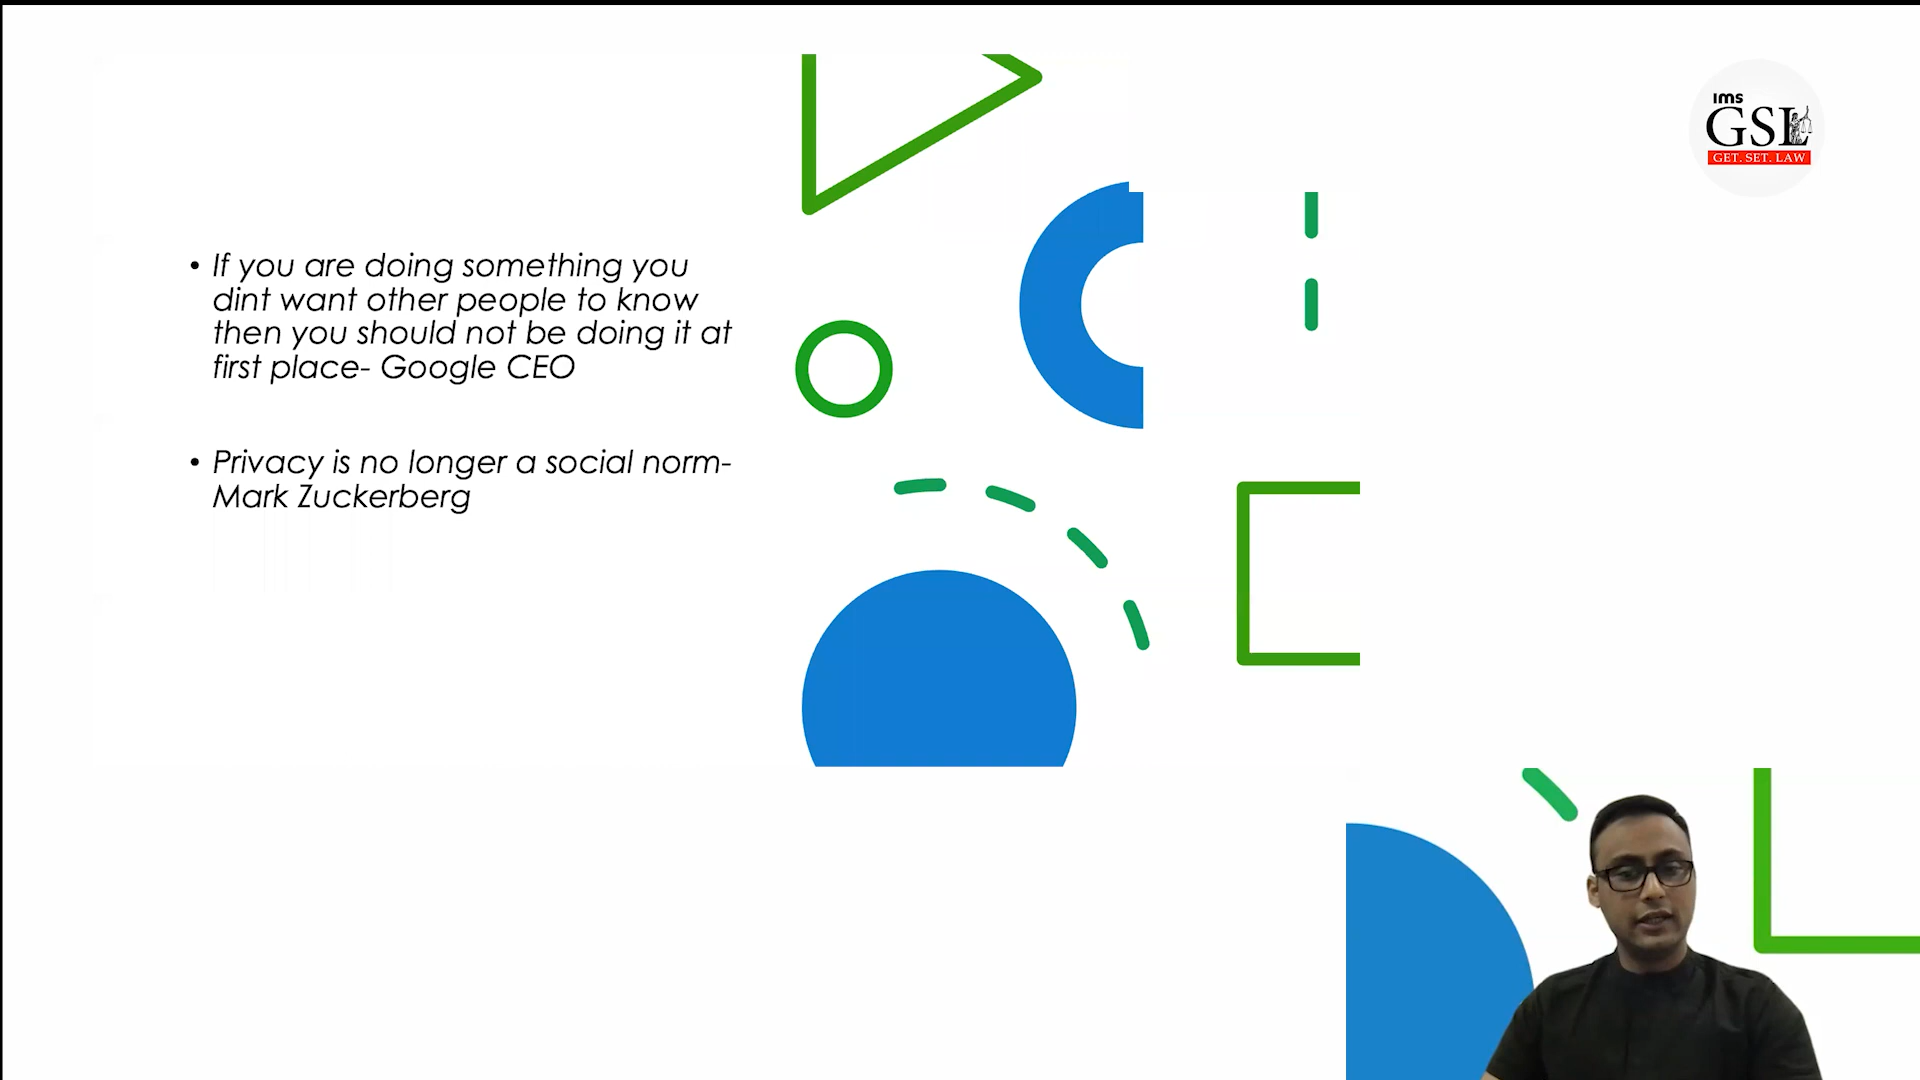 ims
GSL
GET. SET. LAW
• If you are doing something you
dint want other people to know
then you should not be doing it at
first place- Google CEO
• Privacy is no longer a social norm-
Mark Zuckerberg